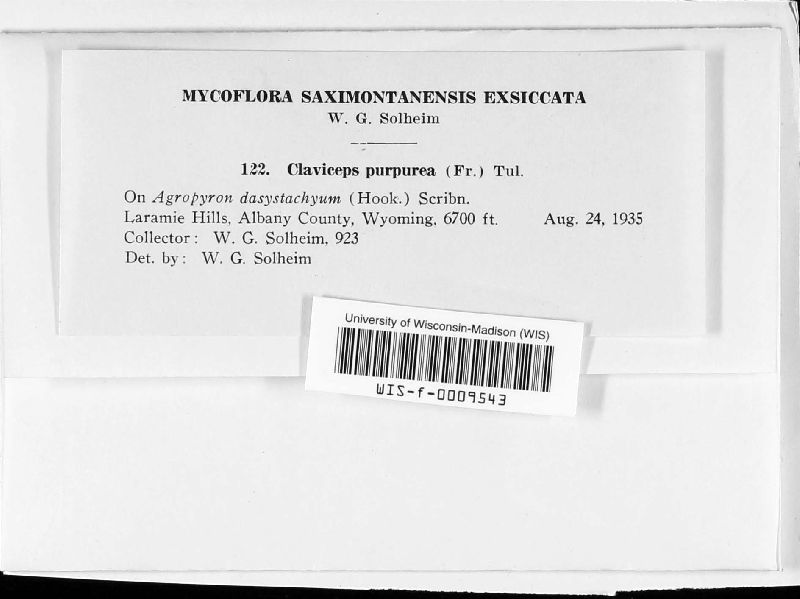 MYCOFLORA SAXIMONTANENSIS EXSICCATA
W. G. Solheim
122. Claviceps purpurea (Fr.) Tul.
On Agropyron dasystachyum (Hook.) Scribn.
Laramie Hills, Albany County, Wyoming, 6700 ft. Aug. 24, 1935
Collector: W. G. Solheim, 923
Det. by: W. G. Solheim
University of Wisconsin-Madison (WIS)
WIS-f-0009543